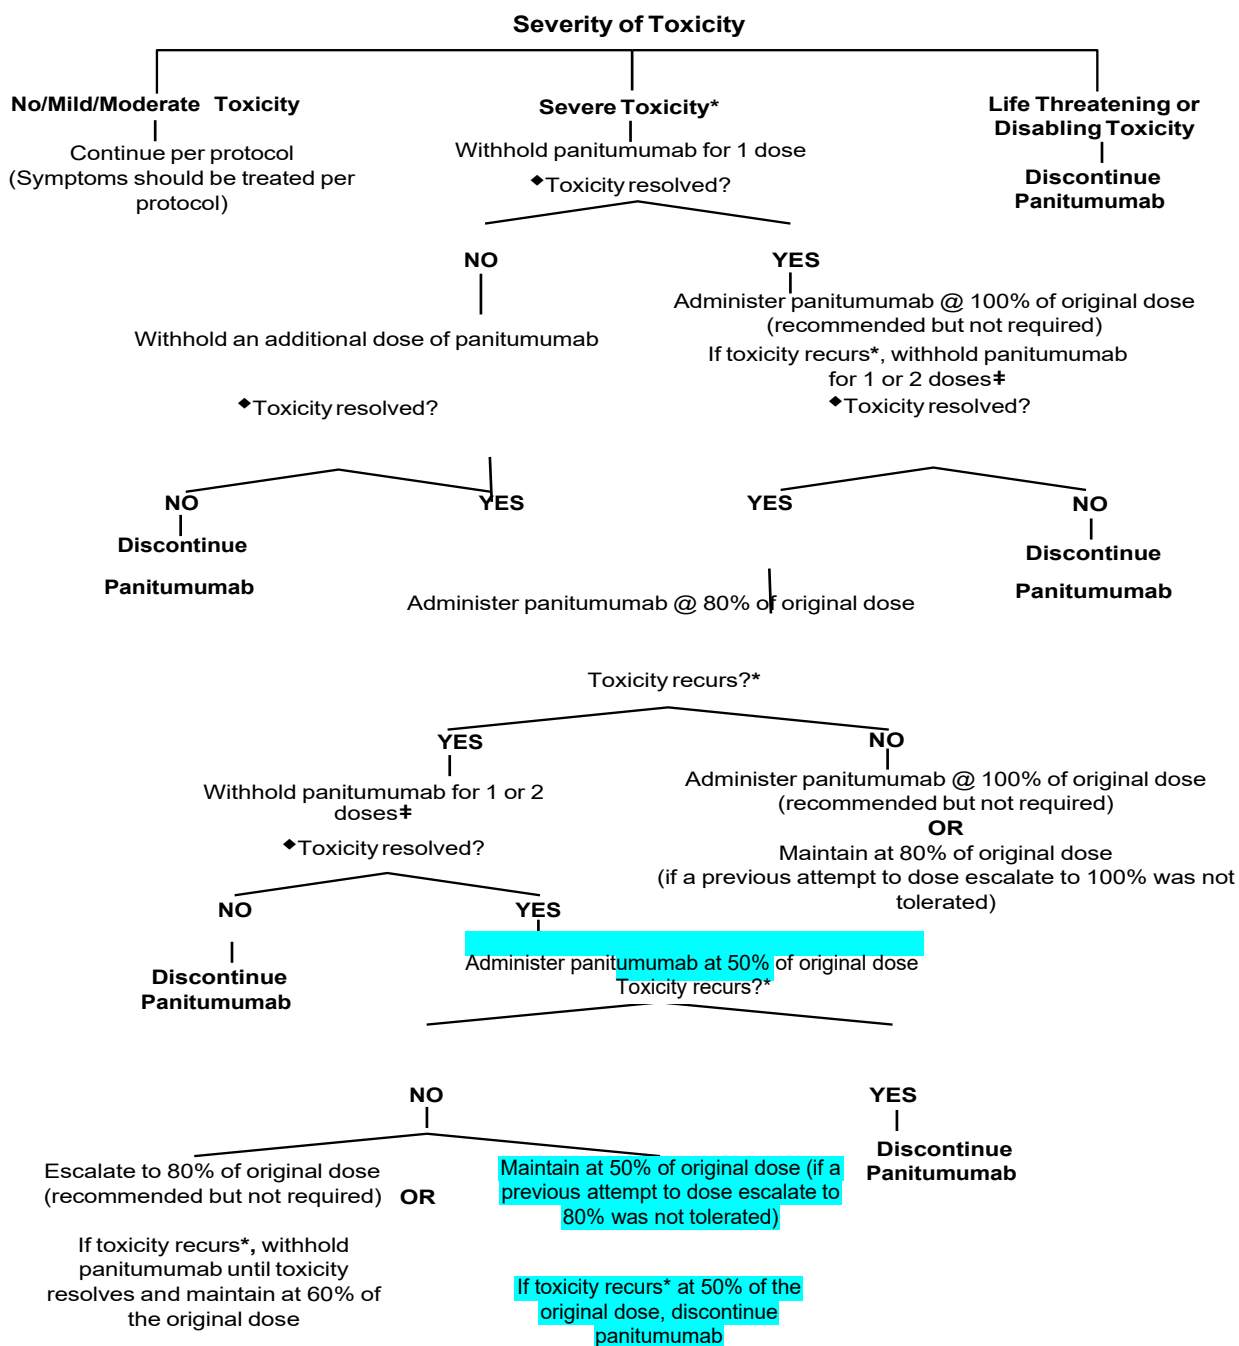 Severity of Toxicity
No/Mild/Moderate Toxicity
Continue per protocol
(Symptoms should be treated per
protocol)
Severe Toxicity*
Withhold panitumumab for 1 dose
◆Toxicity resolved?
Life Threatening or
Disabling Toxicity
Discontinue
Panitumumab
NO
Withhold an additional dose of panitumumab
◆Toxicity resolved?
YES
Administer panitumumab @ 100% of original dose
(recommended but not required)
If toxicity recurs*, withhold panitumumab
for 1 or 2 doses‡
◆Toxicity resolved?
NO
Discontinue
Panitumumab
YES
YES
NO
Discontinue
Panitumumab
Administer panitumumab @ 80% of original dose
Toxicity recurs?*
YES
Withhold panitumumab for 1 or 2
doses‡
◆Toxicity resolved?
NO
Administer panitumumab @ 100% of original dose
(recommended but not required)
OR
Maintain at 80% of original dose
(if a previous attempt to dose escalate to 100% was not
tolerated)
NO
Discontinue
Panitumumab
YES
Administer panitumumab at 50% of original dose
Toxicity recurs?*
NO
YES
Discontinue
Panitumumab
Escalate to 80% of original dose
(recommended but not required)
OR
If toxicity recurs*, withhold
panitumumab until toxicity
resolves and maintain at 60% of
the original dose
Maintain at 50% of original dose (if a
previous attempt to dose escalate to
80% was not tolerated)
If toxicity recurs* at 50% of the
original dose, discontinue
panitumumab